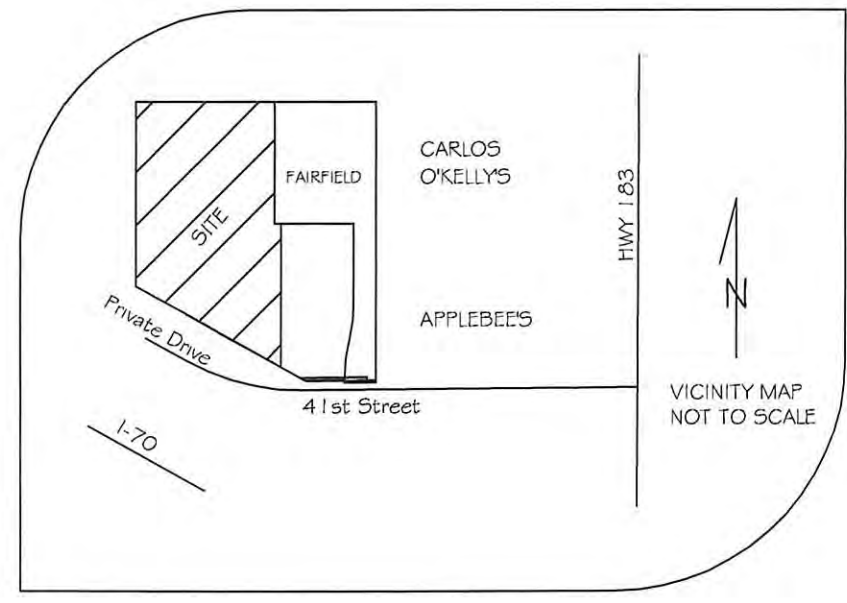 CARLOS
O'KELLY'S
FAIRFIELD
SITE
HWY 183
N
Private Drive
APPLEBEE'S
41st Street
VICINITY MAP
NOT TO SCALE
I-70